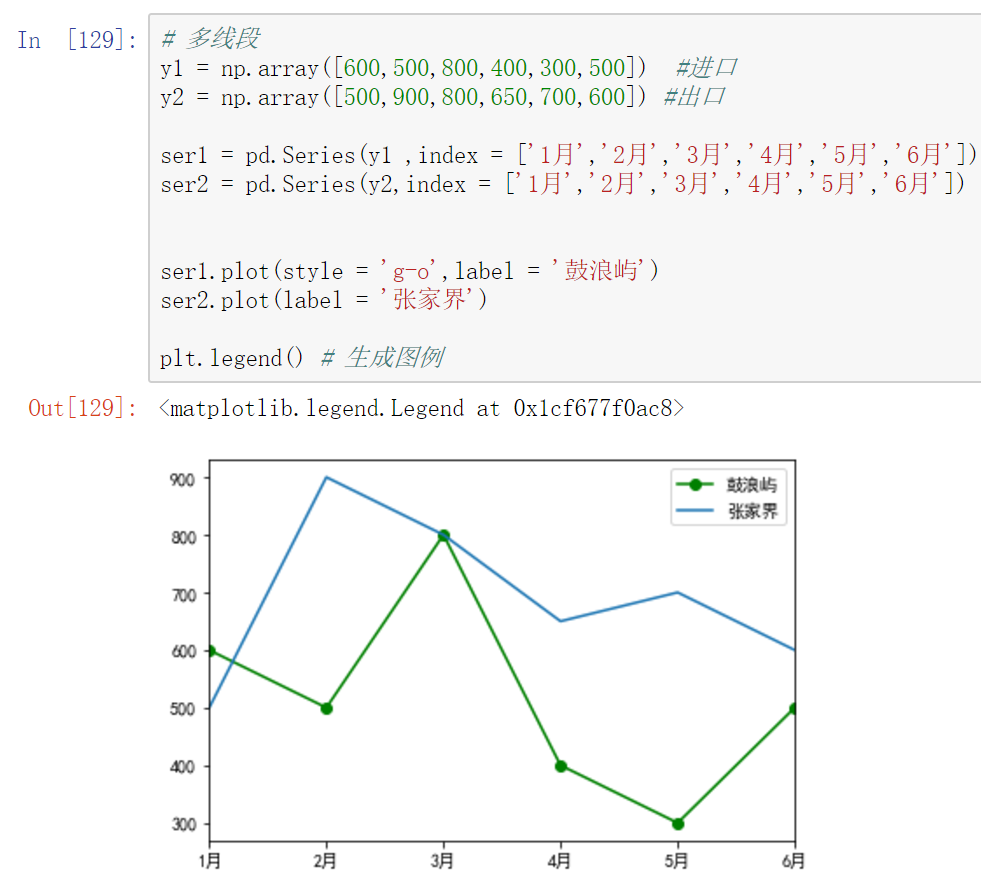 In [129]:
# 多线段
y1 = np.array([600,500,800,400,300,500])  #进口
y2 = np.array([500,900,800,650,700,600]) #出口
ser1 = pd.Series(y1 ,index = ['1月','2月','3月','4月','5月','6月'])
ser2 = pd.Series(y2,index = ['1月','2月','3月','4月','5月','6月'])
ser1.plot(style = 'g-o',label = '鼓浪屿')
ser2.plot(label = '张家界')
plt.legend() # 生成图例
Out[129]: <matplotlib.legend.Legend at 0x1cf677f0ac8>
鼓浪屿
张家界
900
800
700
600
500
400
300
1月 2月 3月 4月 5月 6月